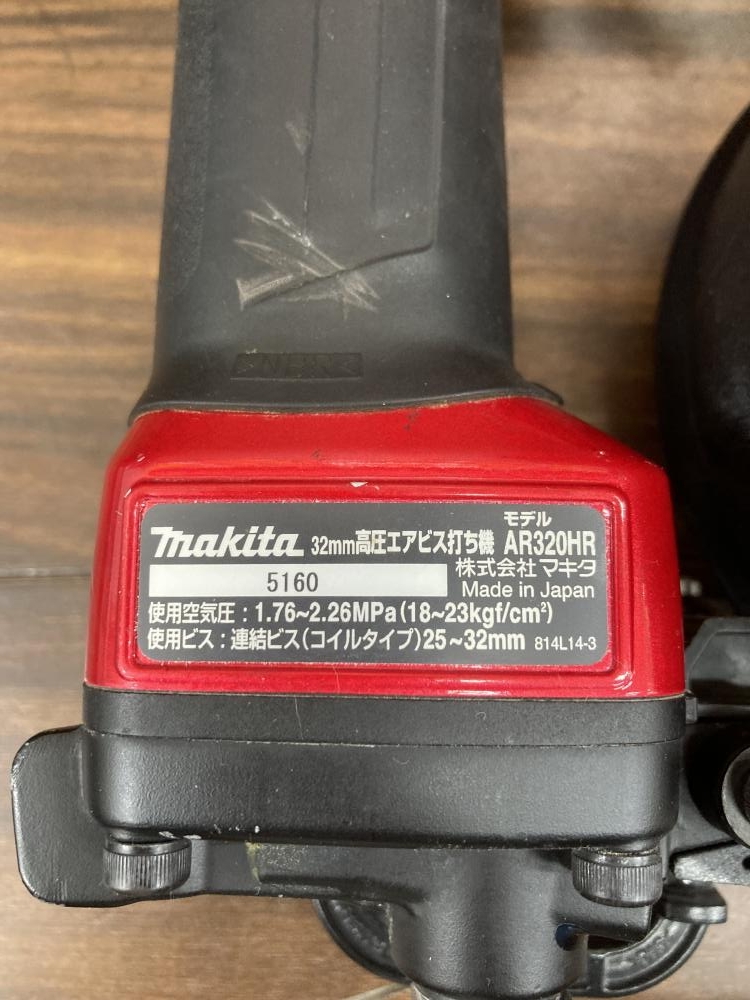 モデル
makita 32mm高圧エアビス打ち機 AR320HR
5160 株式会社マキタ
Made in Japan
使用空気圧：1.76~2.26MPa(18~23kgf/cm²)
使用ビス：連結ビス(コイルタイプ)25~32mm 814L14-3